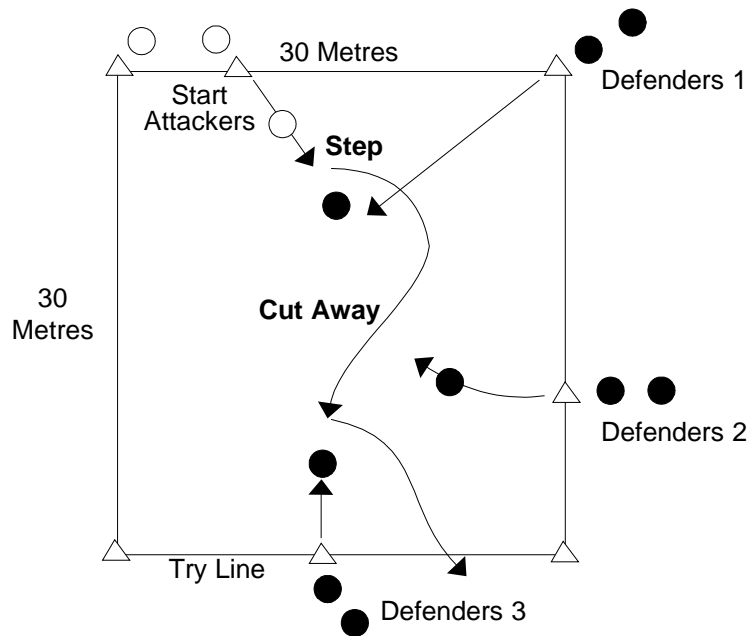 30 Metres
Defenders 1
Start
Attackers
Step
30
Metres
Cut Away
Defenders 2
Try Line
Defenders 3